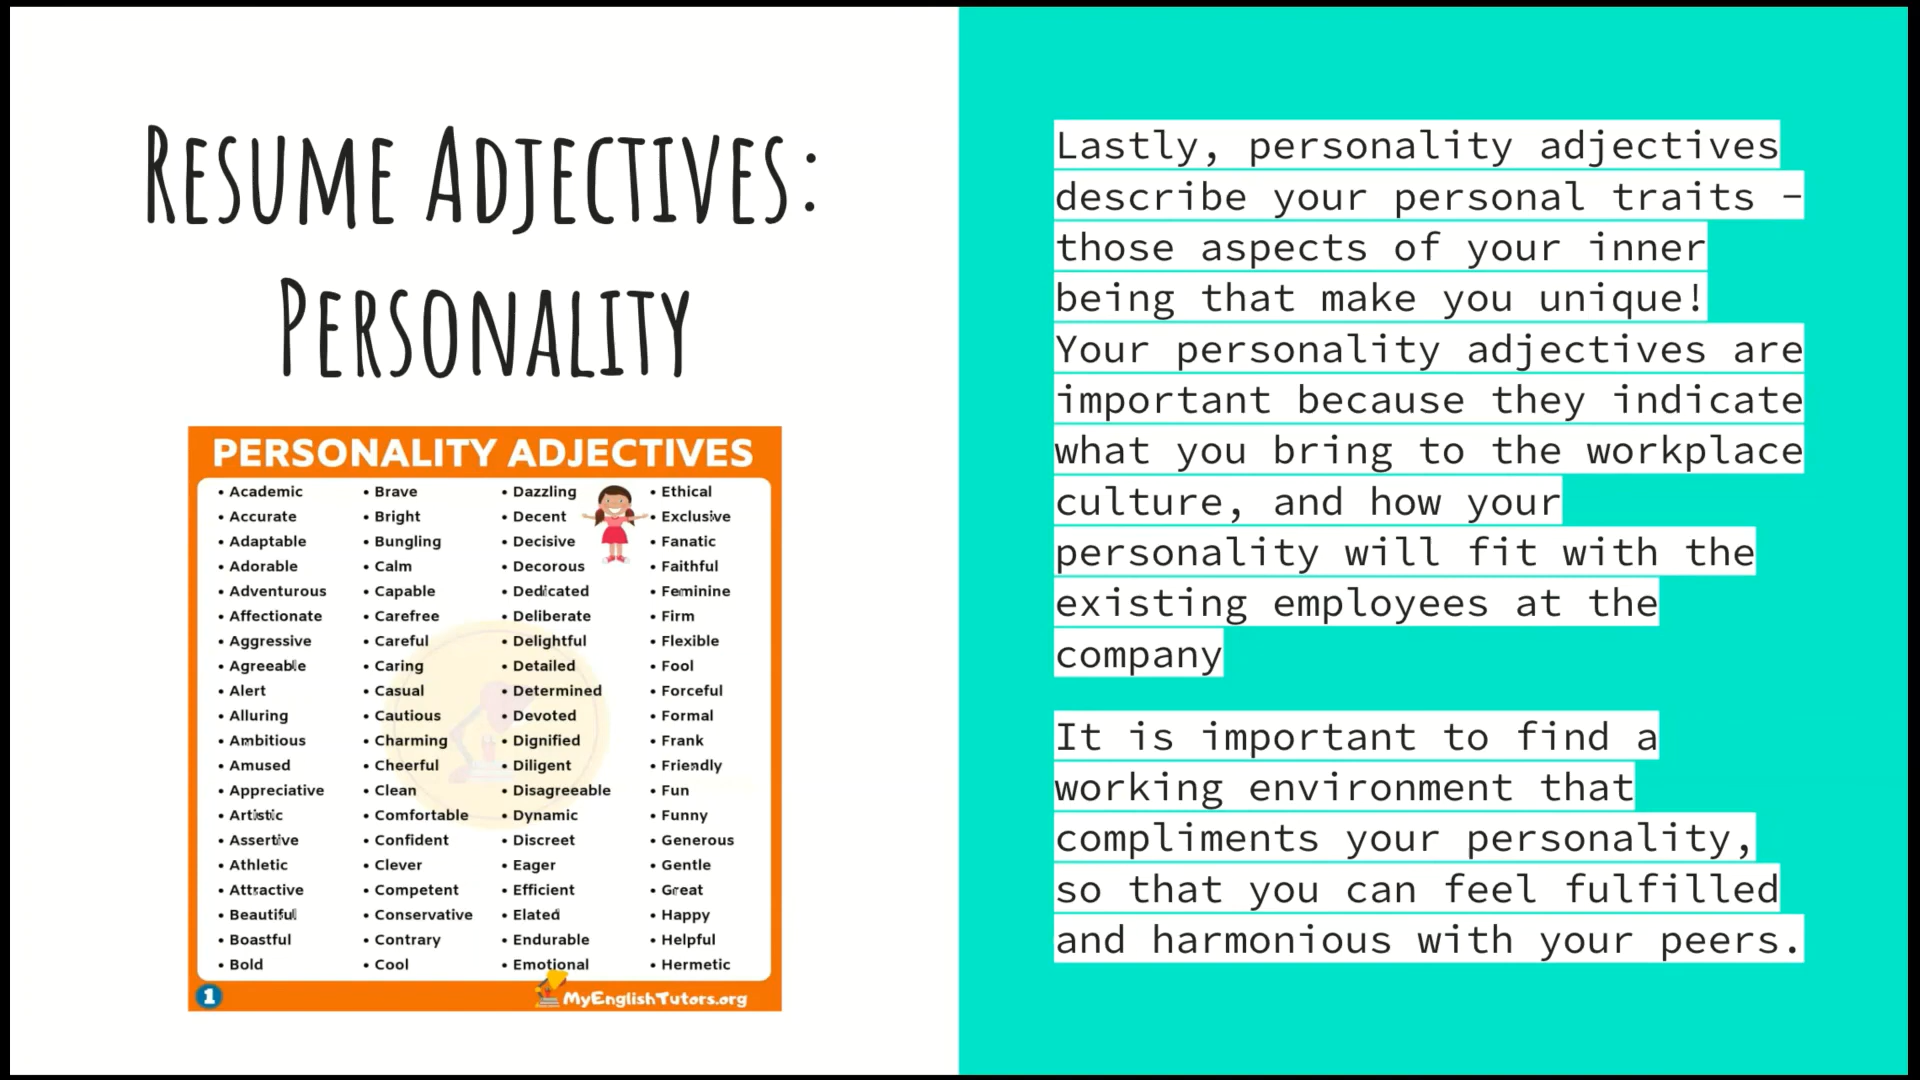 Resume Adjectives:
Personality
PERSONALITY ADJECTIVES
• Academic
• Accurate
• Adaptable
• Adorable
• Adventurous
• Affectionate
• Aggressive
• Agreeable
• Alert
• Alluring
• Ambitious
• Amused
• Appreciative
• Artistic
• Assertive
• Athletic
• Attractive
• Beautiful
• Boastful
• Bold
• Brave
• Bright
• Bungling
• Calm
• Capable
• Carefree
• Careful
• Caring
• Casual
• Cautious
• Charming
• Cheerful
• Clean
• Comfortable
• Confident
• Clever
• Competent
• Conservative
• Contrary
• Cool
• Dazzling
• Decent
• Decisive
• Decorous
• Dedicated
• Deliberate
• Delightful
• Detailed
• Determined
• Devoted
• Dignified
• Diligent
• Disagreeable
• Dynamic
• Discreet
• Eager
• Efficient
• Elated
• Endurable
• Emotional
• Ethical
• Exclusive
• Fanatic
• Faithful
• Feminine
• Firm
• Flexible
• Fool
• Forceful
• Formal
• Frank
• Friendly
• Fun
• Funny
• Generous
• Gentle
• Great
• Happy
• Helpful
• Hermetic
1
MyEnglishTutors.org
Lastly, personality adjectives
describe your personal traits –
those aspects of your inner
being that make you unique!
Your personality adjectives are
important because they indicate
what you bring to the workplace
culture, and how your
personality will fit with the
existing employees at the
company
It is important to find a
working environment that
compliments your personality,
so that you can feel fulfilled
and harmonious with your peers.